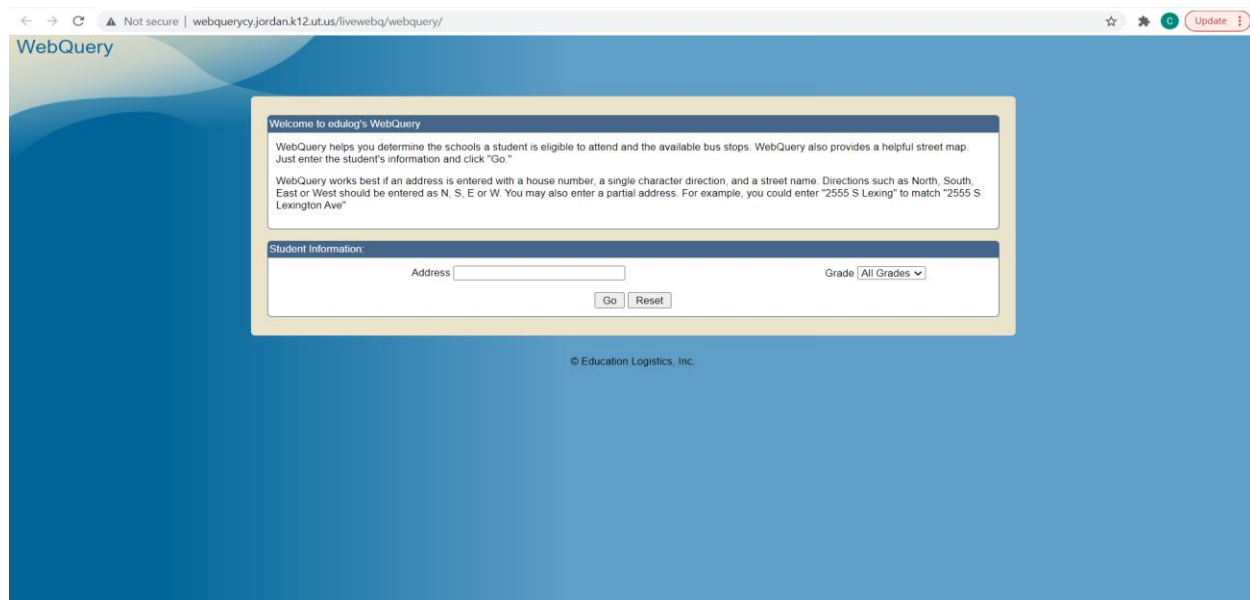 Not secure | webquerycy.jordan.k12.ut.us/livewebq/webquery/
C
Update
WebQuery
Welcome to edulog's WebQuery
WebQuery helps you determine the schools a student is eligible to attend and the available bus stops. WebQuery also provides a helpful street map.
Just enter the student's information and click "Go."
WebQuery works best if an address is entered with a house number, a single character direction, and a street name. Directions such as North, South,
East or West should be entered as N, S, E or W. You may also enter a partial address. For example, you could enter "2555 S Lexing" to match "2555 S
Lexington Ave"
Student Information:
Address
Grade All Grades
Go Reset
© Education Logistics, Inc.